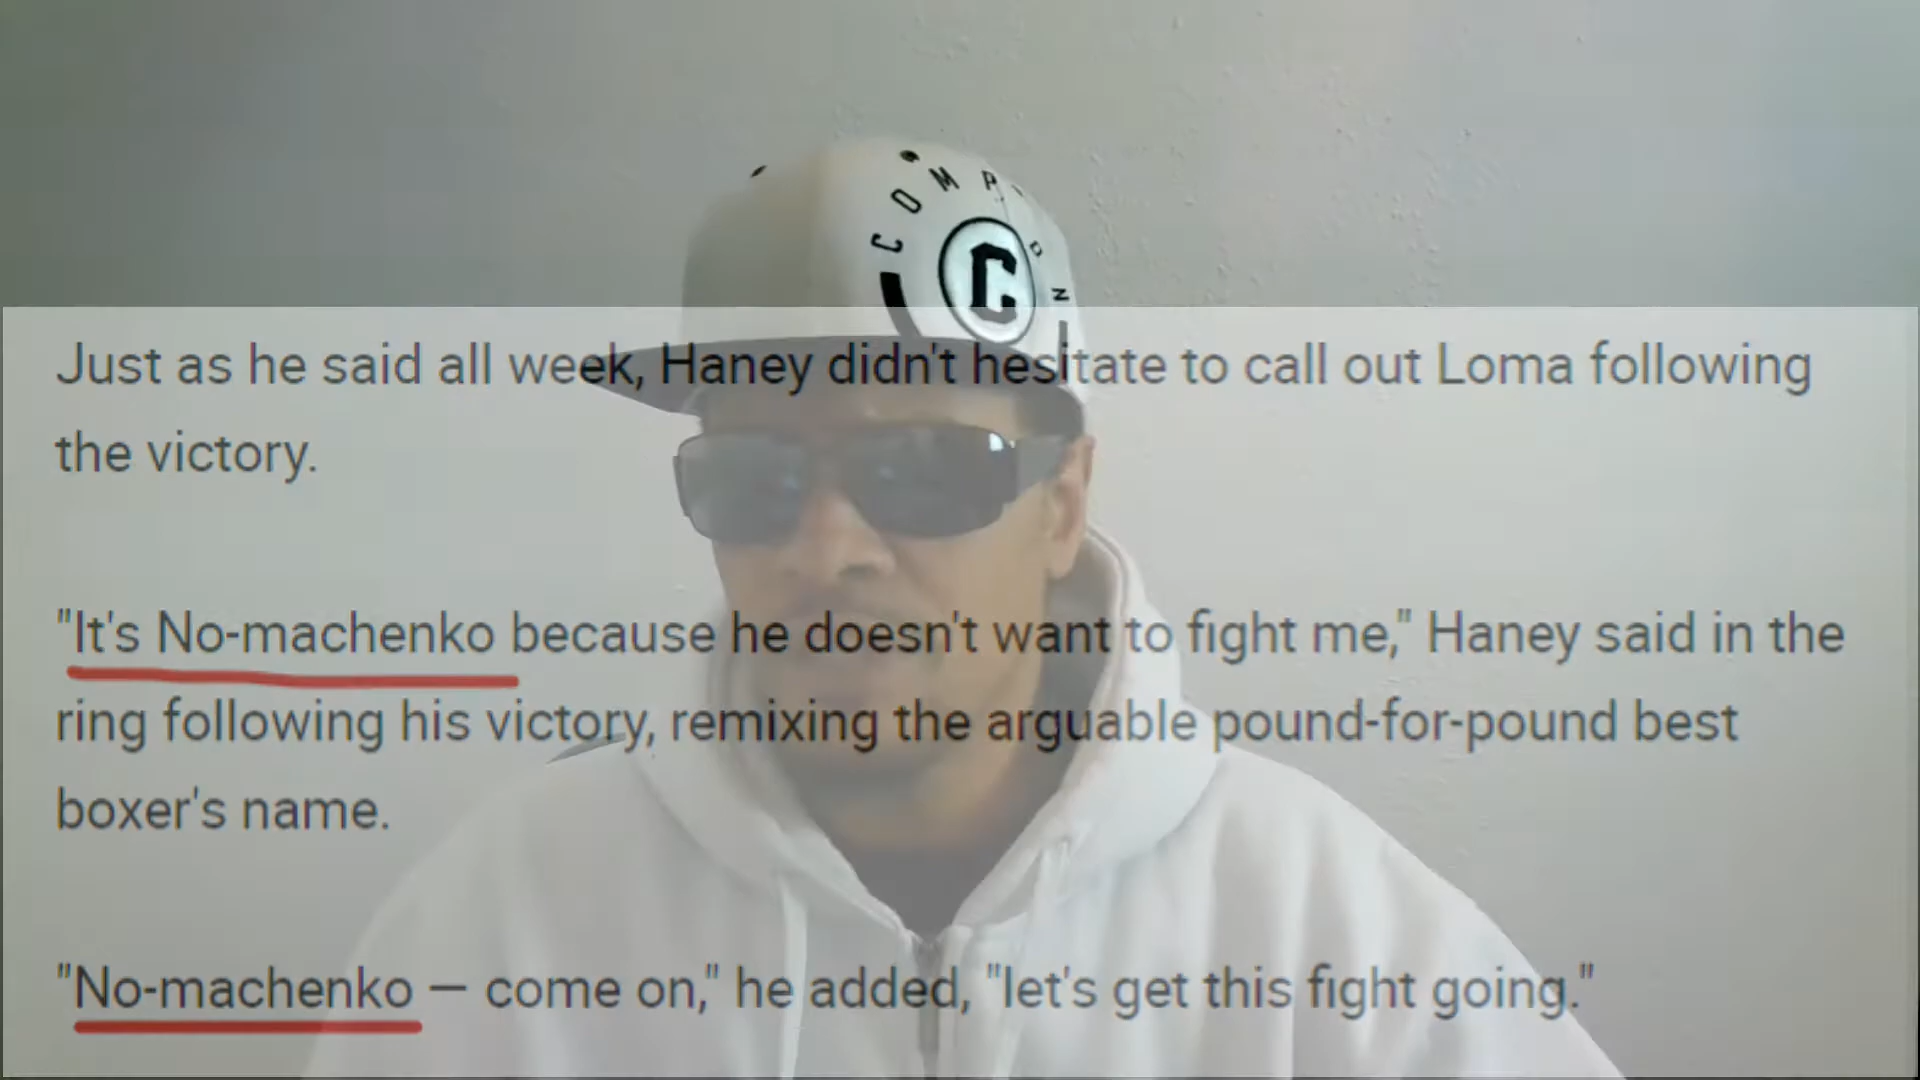 COMPTON
C
Just as he said all week, Haney didn't hesitate to call out Loma following
the victory.
"It's No-machenko because he doesn't want to fight me," Haney said in the
ring following his victory, remixing the arguable pound-for-pound best
boxer's name.
"No-machenko — come on," he added, "let's get this fight going."